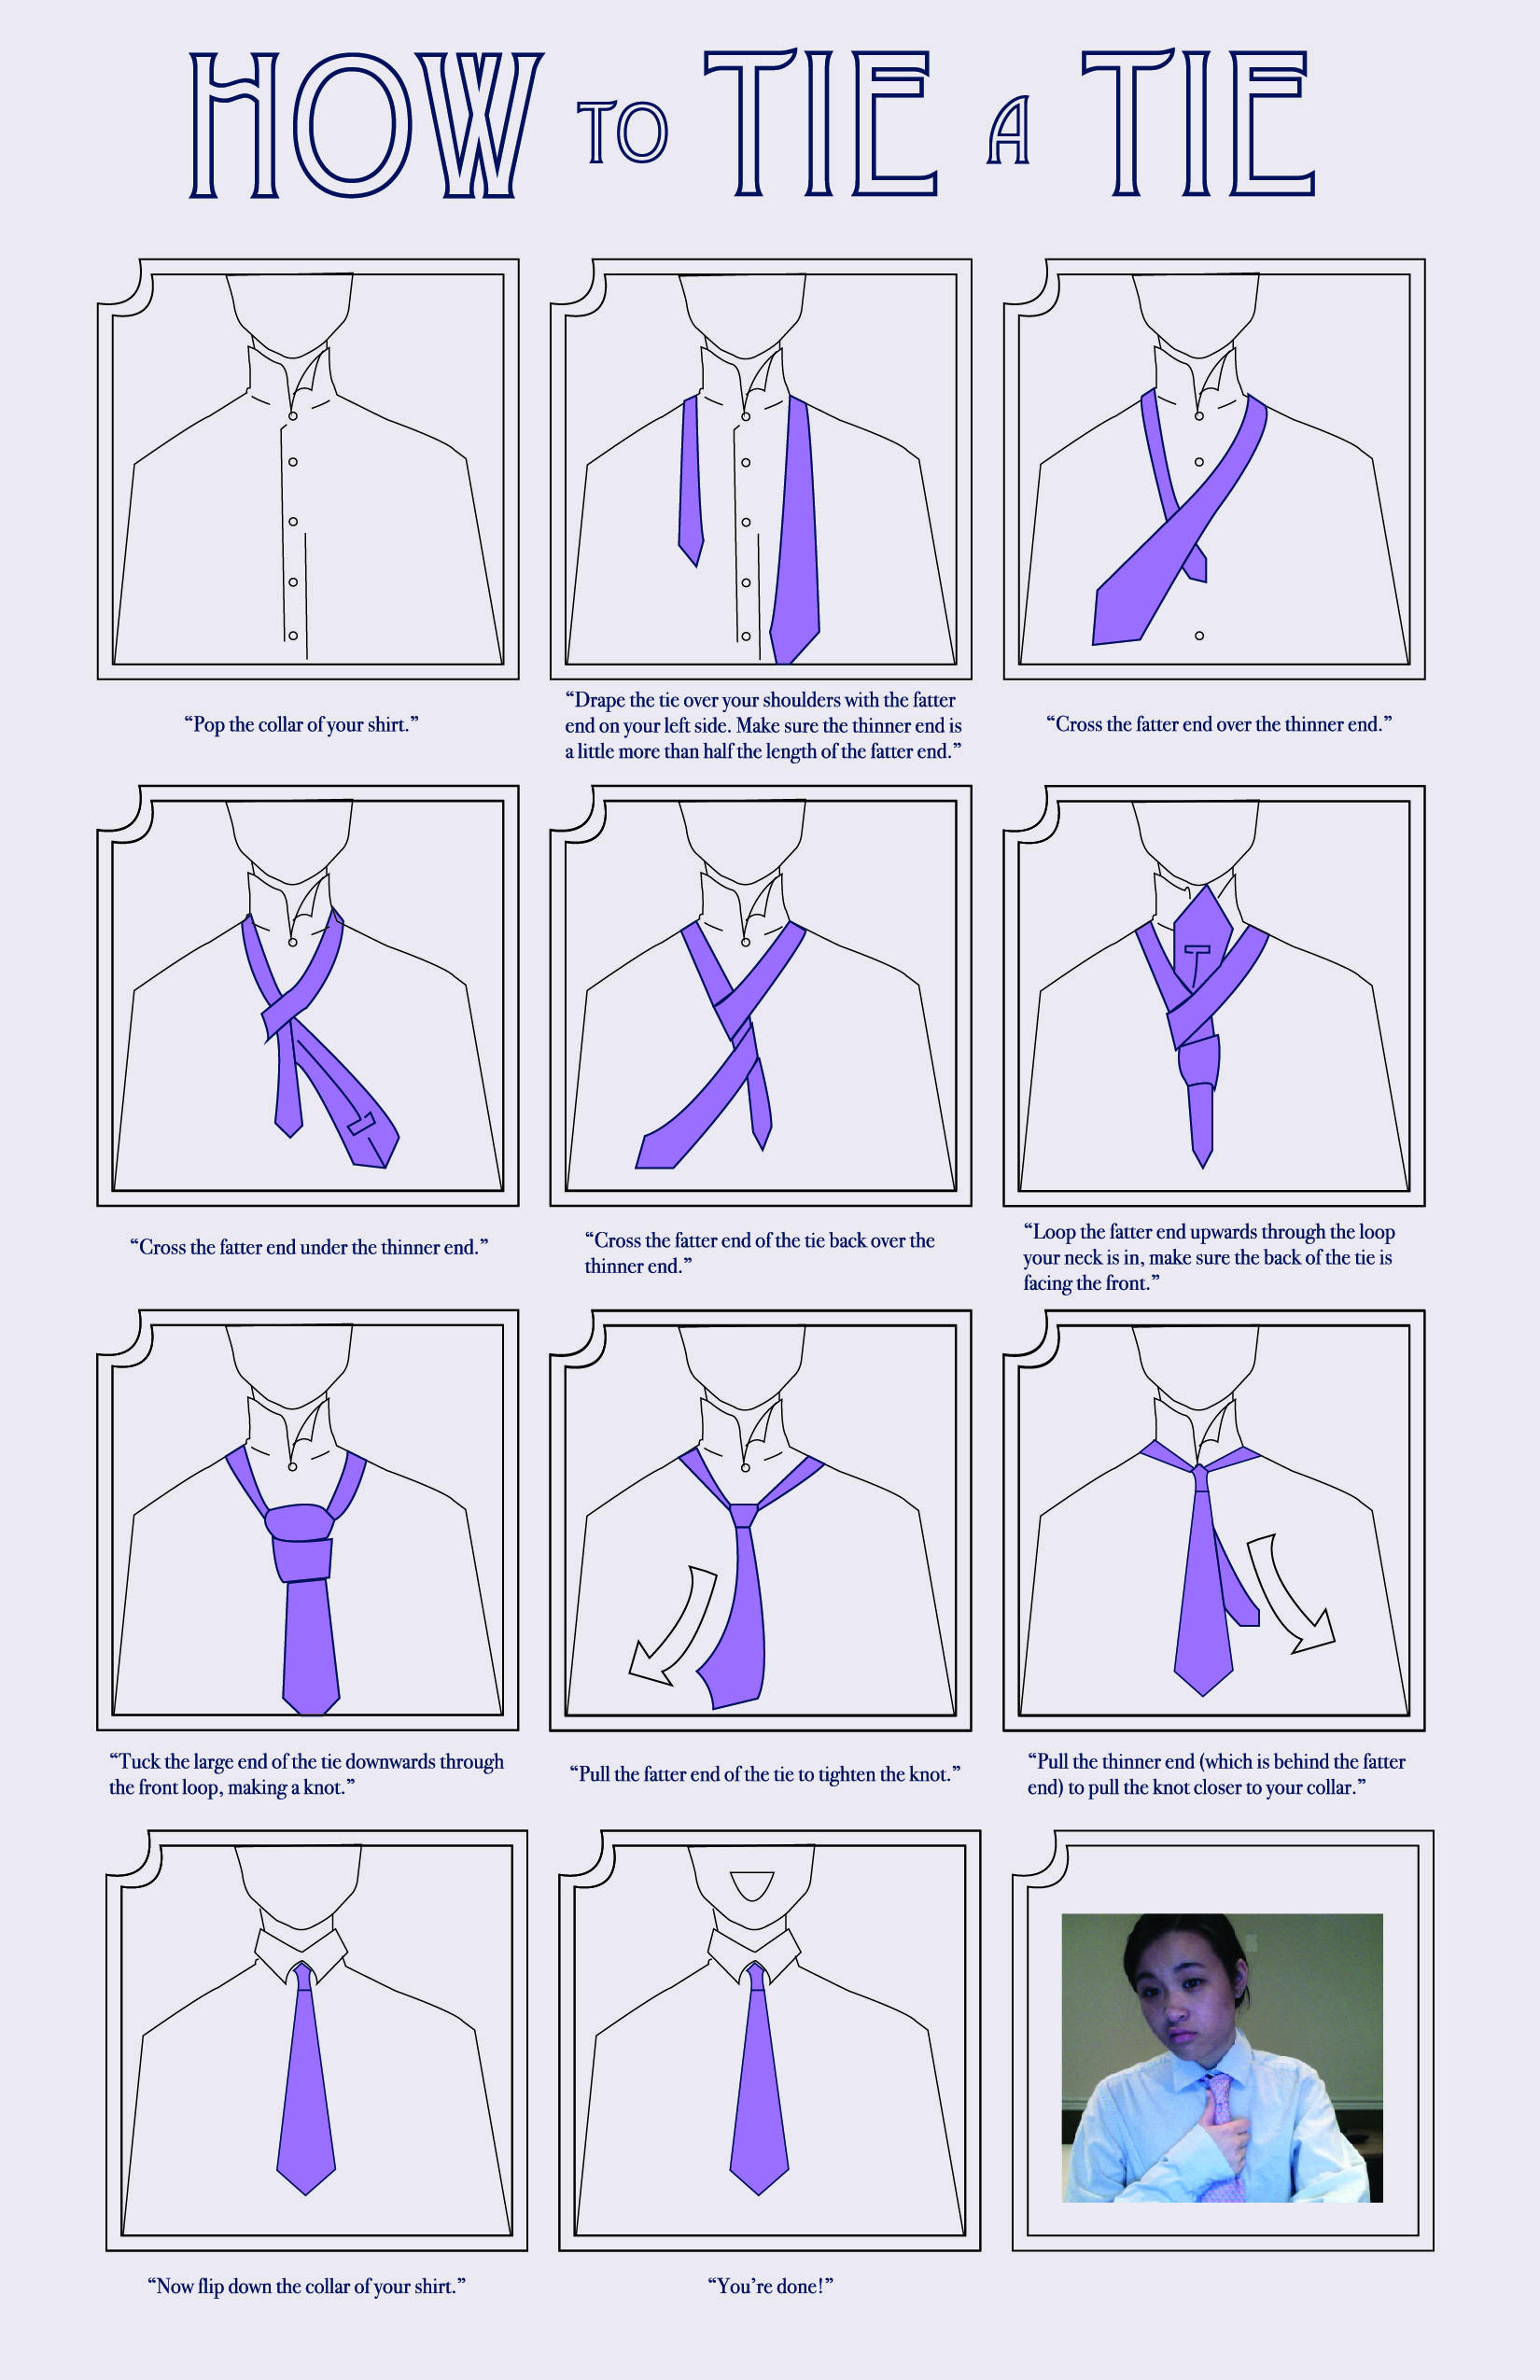 HOW TO TIE A TIE
“Pop the collar of your shirt.”
“Drape the tie over your shoulders with the fatter
end on your left side. Make sure the thinner end is
a little more than half the length of the fatter end.”
“Cross the fatter end over the thinner end.”
“Cross the fatter end under the thinner end.”
“Cross the fatter end of the tie back over the
thinner end.”
“Loop the fatter end upwards through the loop
your neck is in, make sure the back of the tie is
facing the front.”
“Tuck the large end of the tie downwards through
the front loop, making a knot.”
“Pull the fatter end of the tie to tighten the knot.”
“Pull the thinner end (which is behind the fatter
end) to pull the knot closer to your collar.”
“Now flip down the collar of your shirt.”
“You’re done!”